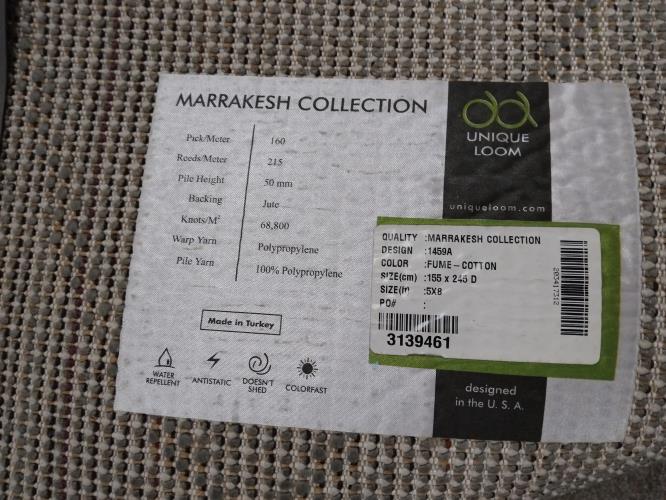 MARRAKESH COLLECTION
Pick/Meter 160
Reeds/Meter 215
Pile Height 50 mm
Backing Jute
Knots/M² 68,800
Warp Yarn Polypropylene
Pile Yarn 100% Polypropylene
Made in Turkey
WATER REPELLENT
ANTISTATIC
DOESN'T SHED
COLORFAST
UNIQUE
LOOM
uniqueloom.com
QUALITY :MARRAKESH COLLECTION
DESIGN :1459A
COLOR :FUME-COTTON
SIZE(cm) :155 x 245 D
SIZE(ft) :5X8
PO# :
3139461
203417312
designed
in the U. S. A.